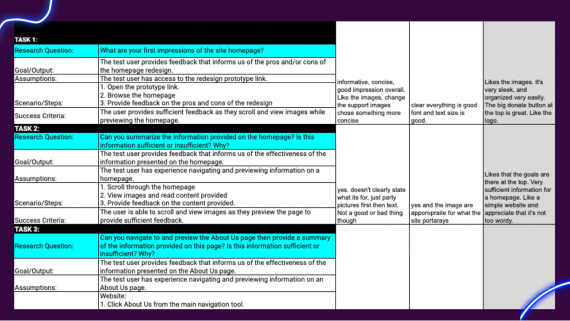 TASK 1:
Research Question: What are your first impressions of the site homepage?
The test user provides feedback that informs us of the pros and/or cons of
Goal/Output: the homepage redesign.
Assumptions: The test user has access to the redesign prototype link.
1. Open the prototype link.
2. Browse the homepage
Scenario/Steps: 3. Provide feedback on the pros and cons of the redesign
The user provides sufficient feedback as they scroll and view images while
Success Criteria: previewing the homepage.
informative, concise,
good impression overall.
Like the images, change
the support images
chose something more
concise
clear everything is good
font and text size is
good.
Likes the images. It's
very sleek, and
organized very easily.
The big donate button at
the top is great. Like the
logo.
TASK 2:
Research Question: Can you summarize the information provided on the homepage? Is this
information sufficient or insufficient? Why?
The test user provides feedback that informs us of the effectiveness of the
Goal/Output: information presented on the homepage.
The test user has experience navigating and previewing information on a
Assumptions: homepage.
1. Scroll through the homepage
2. View images and read content provided
Scenario/Steps: 3. Provide feedback on the content provided.
The user is able to scroll and view images as they preview the page to
Success Criteria: provide sufficient feedback.
yes. doesn't clearly state
what its for, just party
pictures first then text.
Not a good or bad thing
though
yes and the image are
apporopraite for what the
site portarays
Likes that the goals are
there at the top. Very
sufficient information for
a homepage. Like a
simple website and
appreciate that it's not
too wordy.
TASK 3:
Can you navigate to and preview the About Us page then provide a summary
Research Question: of the information provided on this page? Is this information sufficient or
insufficient? Why?
The test user provides feedback that informs us of the effectiveness of the
Goal/Output: information presented on the About Us page.
The test user has experience navigating and previewing information on an
Assumptions: About Us page.
Website:
1. Click About Us from the main navigation tool.